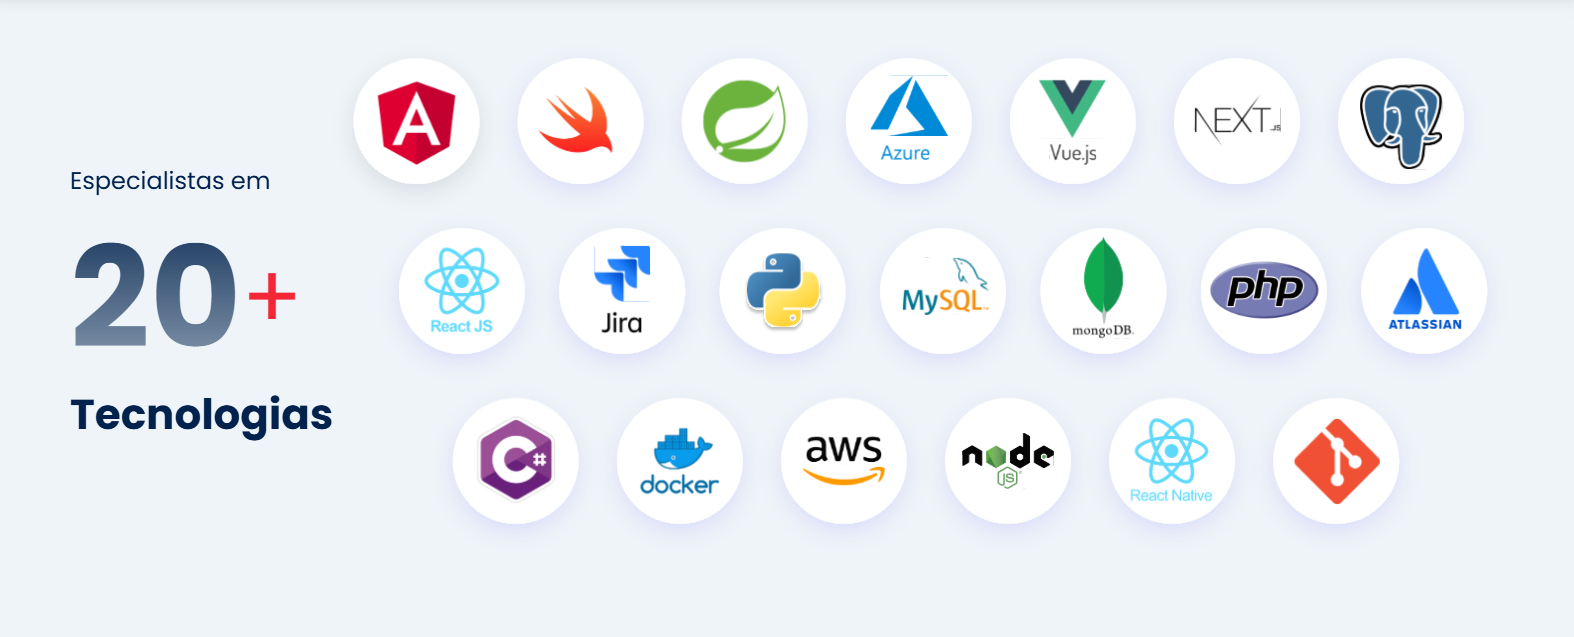 Especialistas em
20+
Tecnologias
A
Azure
Vue.js
NEXT.JS
React JS
Jira
MySQL™
mongoDB.
php
ATLASSIAN
C#
docker
aws
node
JS
React Native